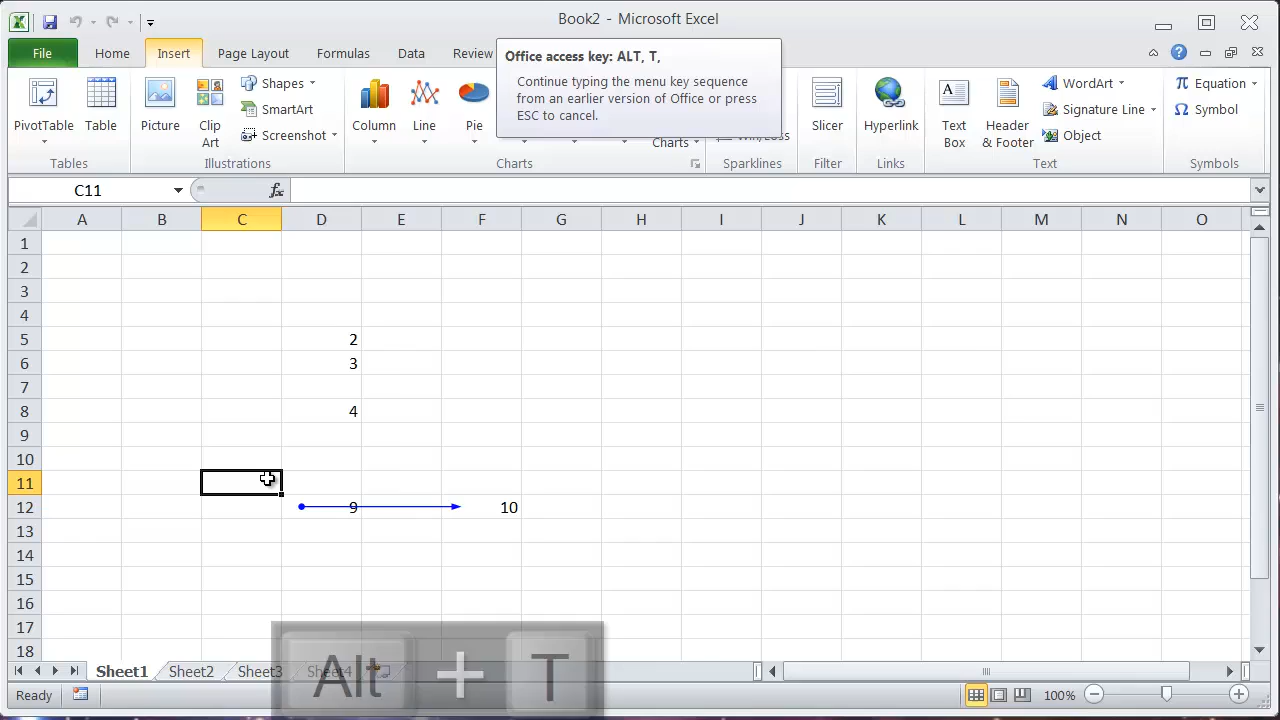 Book2 - Microsoft Excel
File Home Insert Page Layout Formulas Data Review
Office access key: ALT, T,
Continue typing the menu key sequence
from an earlier version of Office or press
ESC to cancel.
PivotTable Table Picture Clip Art Shapes SmartArt Screenshot Column Line Pie Charts Win/Loss Slicer Hyperlink Text Box Header & Footer WordArt Signature Line Object Equation Symbol
Tables Illustrations Charts Sparklines Filter Links Text Symbols
C11 fx
A B C D E F G H I J K L M N O
1
2
3
4
5 2
6 3
7
8 4
9
10
11
12 9 10
13
14
15
16
17
18
Alt + T
Sheet1 Sheet2 Sheet3 Sheet4
Ready 100%